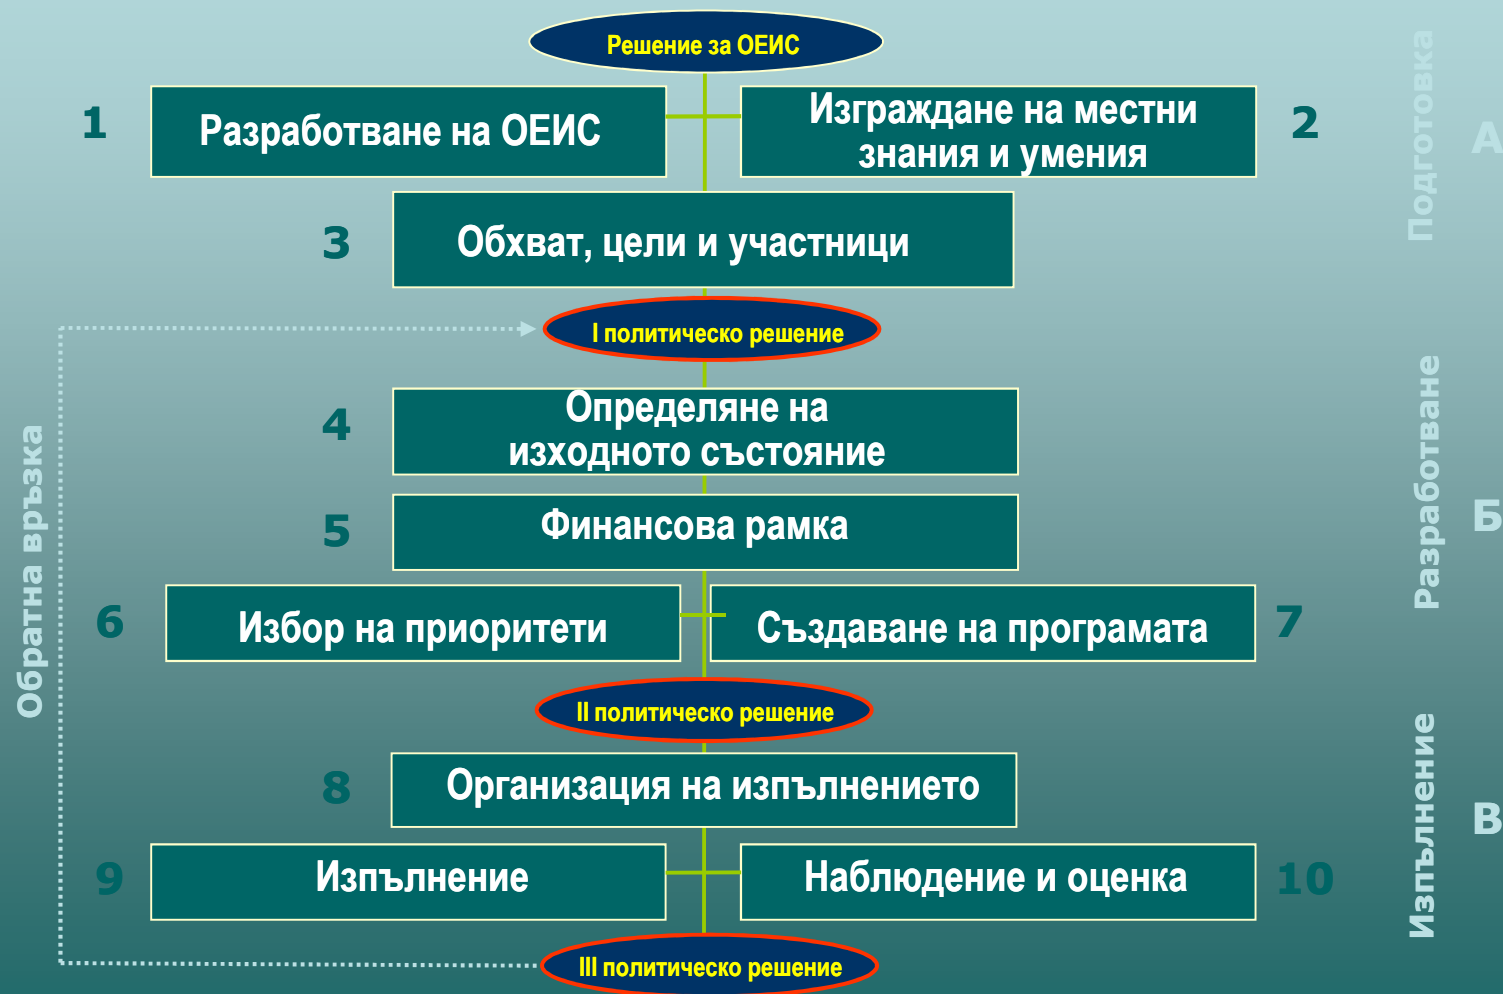 Решение за ОЕИС
1
Разработване на ОЕИС
Изграждане на местни
знания и умения
2
3
Обхват, цели и участници
Подготовка
А
I политическо решение
4
Определяне на
изходното състояние
5
Финансова рамка
6
Избор на приоритети
Създаване на програмата
7
Разработване
Б
II политическо решение
8
Организация на изпълнението
9
Изпълнение
Наблюдение и оценка
10
Изпълнение
В
III политическо решение
Обратна връзка